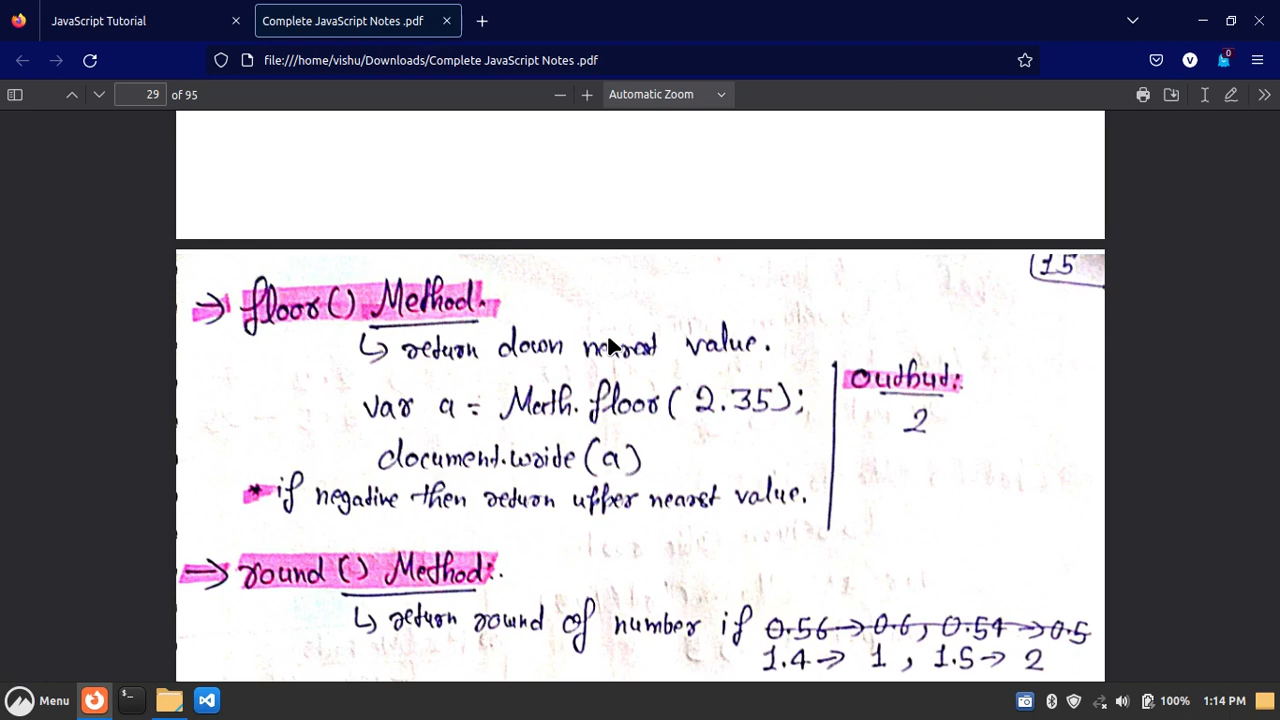 JavaScript Tutorial
Complete JavaScript Notes .pdf
file:///home/vishu/Downloads/Complete JavaScript Notes .pdf
V
0
29 of 95
Automatic Zoom
(15
→ floor() Method.
↳ return down nearest value.
var a = Math.floor( 2.35);
document.write (a)
* if negative then return upper nearest value.
Output:
2
⇒ round () Method:.
↳ return round of number if 0.56 → 0.6, 0.54 → 0.5
1.4 → 1 , 1.5 → 2
Menu
100%
1:14 PM